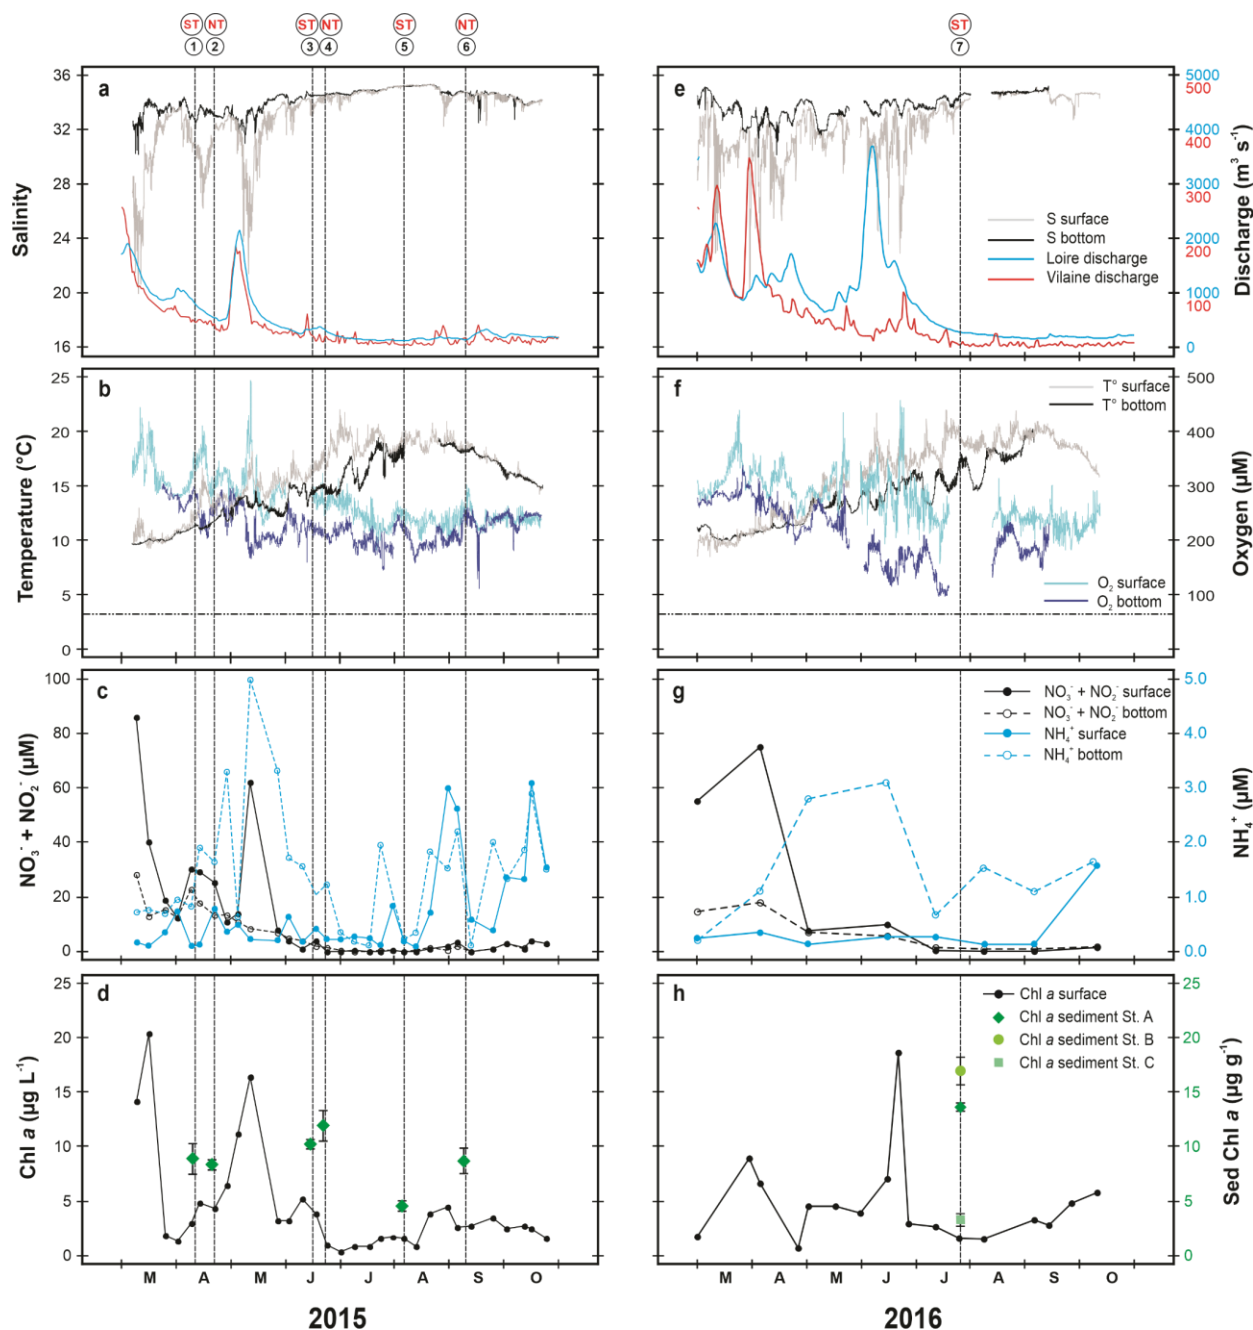 ST NT ST NT ST NT ST
1 2 3 4 5 6 7
a
Salinity
36
32
28
24
20
16
e
S surface
S bottom
Loire discharge
Vilaine discharge
5000
500
4000
400
3000
300
2000
200
1000
100
0
Discharge (m³ s⁻¹)
b
Temperature (°C)
25
20
15
10
5
0
f
T° surface
T° bottom
O₂ surface
O₂ bottom
500
400
300
200
100
0
Oxygen (µM)
c
NO₃⁻ + NO₂⁻ (µM)
100
80
60
40
20
0
g
NO₃⁻ + NO₂⁻ surface
NO₃⁻ + NO₂⁻ bottom
NH₄⁺ surface
NH₄⁺ bottom
5.0
4.0
3.0
2.0
1.0
0.0
NH₄⁺ (µM)
d
Chl a (µg L⁻¹)
25
20
15
10
5
0
h
Chl a surface
Chl a sediment St. A
Chl a sediment St. B
Chl a sediment St. C
25
20
15
10
5
0
Sed Chl a (µg g⁻¹)
M A M J J A S O
M A M J J A S O
2015
2016